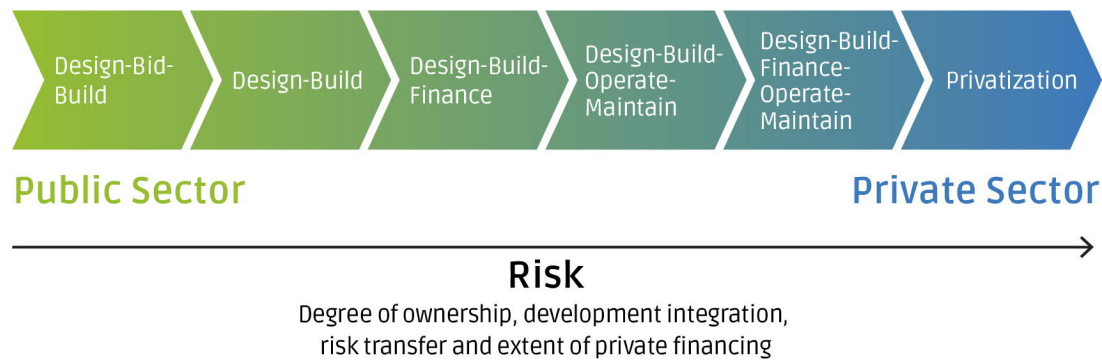 Design-Bid-
Build
Design-Build
Design-Build-
Finance
Design-Build-
Operate-
Maintain
Design-Build-
Finance-
Operate-
Maintain
Privatization
Public Sector
Private Sector
Risk
Degree of ownership, development integration,
risk transfer and extent of private financing